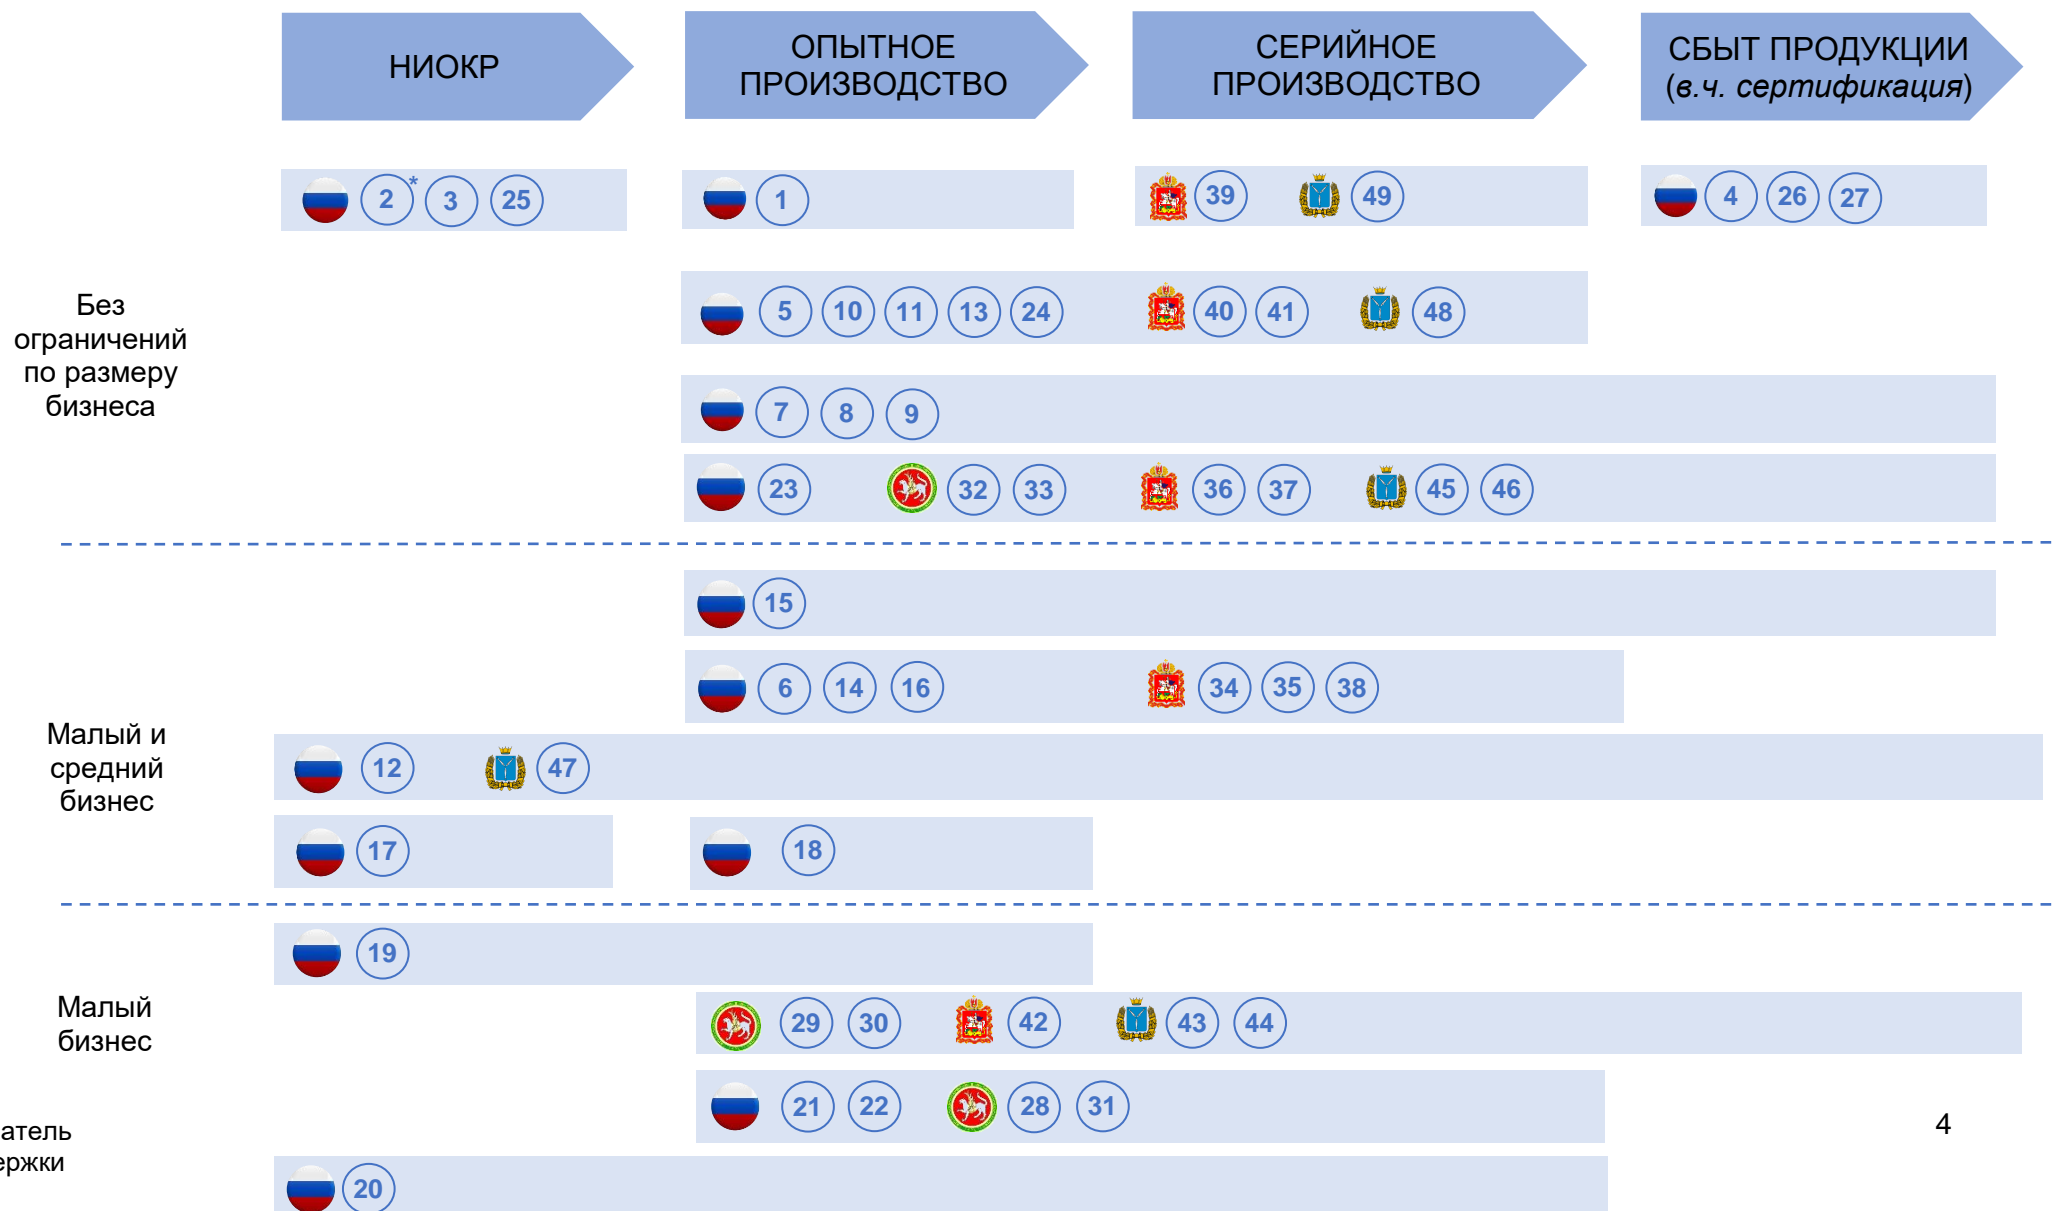 НИОКР
ОПЫТНОЕ
ПРОИЗВОДСТВО
СЕРИЙНОЕ
ПРОИЗВОДСТВО
СБЫТ ПРОДУКЦИИ
(в.ч. сертификация)
2* 3 25
1
39 49
4 26 27
Без
ограничений
по размеру
бизнеса
5 10 11 13 24 40 41 48
7 8 9
23 32 33 36 37 45 46
15
6 14 16 34 35 38
Малый и
средний
бизнес
12 47
17 18
19
Малый
бизнес
29 30 42 43 44
21 22 28 31
атель
ержки
4
20